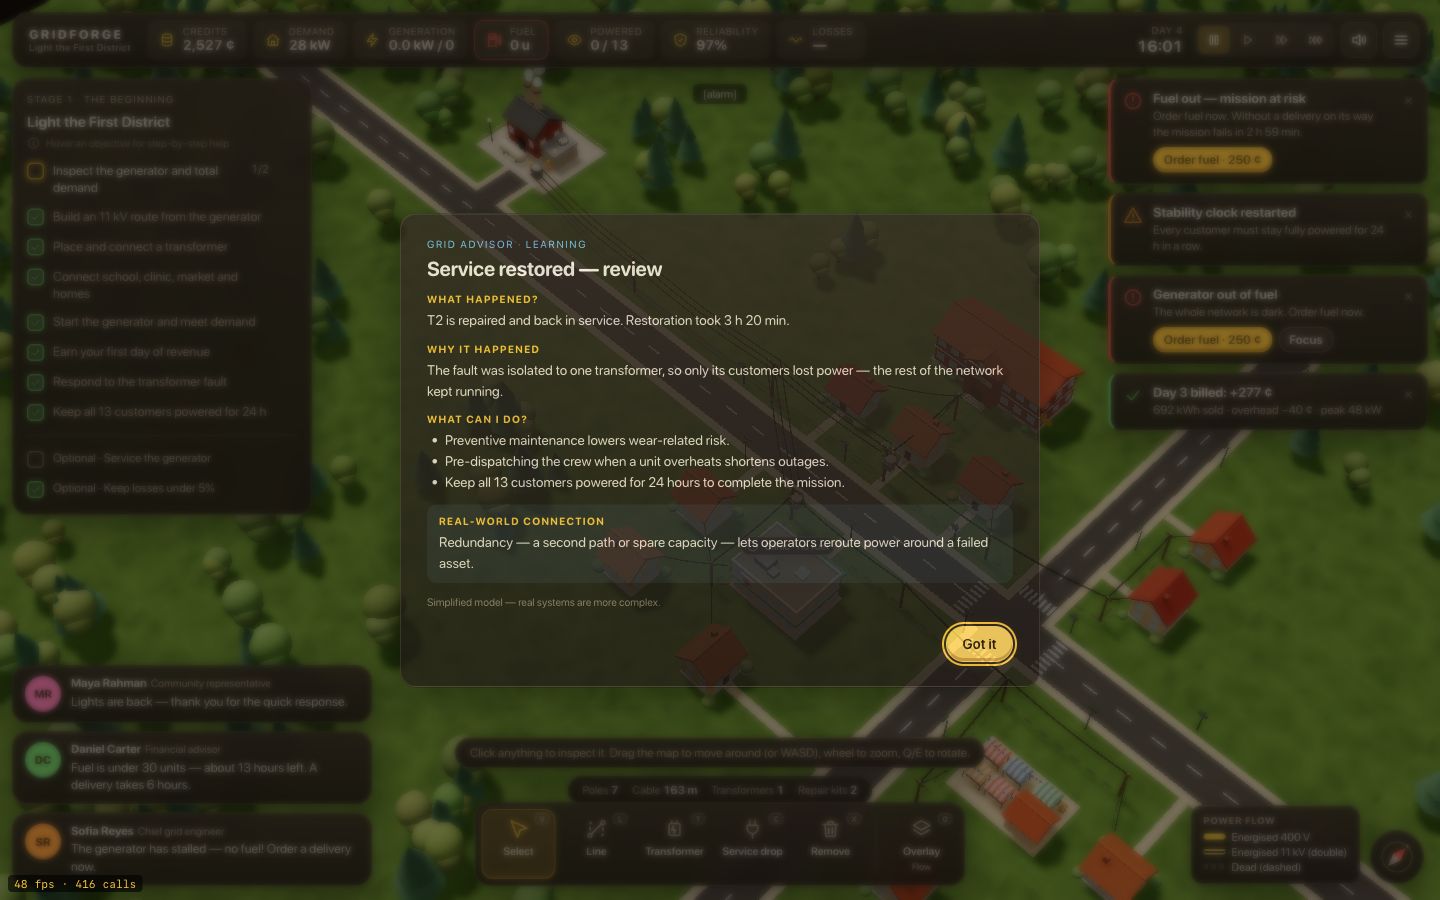 GRIDFORGE
Light the First District
CREDITS
2,527 ¢
DEMAND
28 kW
GENERATION
0.0 kW / 0
FUEL
0 u
POWERED
0 / 13
RELIABILITY
97%
LOSSES
—
DAY 4
16:01
STAGE 1 · THE BEGINNING
Light the First District
Hover an objective for step-by-step help
Inspect the generator and total
demand
1/2
Build an 11 kV route from the generator
Place and connect a transformer
Connect school, clinic, market and
homes
Start the generator and meet demand
Earn your first day of revenue
Respond to the transformer fault
Keep all 13 customers powered for 24 h
Optional · Service the generator
Optional · Keep losses under 5%
[alarm]
Fuel out — mission at risk
Order fuel now. Without a delivery on its way
the mission fails in 2 h 59 min.
Order fuel · 250 ¢
Stability clock restarted
Every customer must stay fully powered for 24
h in a row.
Generator out of fuel
The whole network is dark. Order fuel now.
Order fuel · 250 ¢
Focus
Day 3 billed: +277 ¢
692 kWh sold · overhead −40 ¢ · peak 48 kW
GRID ADVISOR · LEARNING
Service restored — review
WHAT HAPPENED?
T2 is repaired and back in service. Restoration took 3 h 20 min.
WHY IT HAPPENED
The fault was isolated to one transformer, so only its customers lost power — the rest of the network
kept running.
WHAT CAN I DO?
• Preventive maintenance lowers wear-related risk.
• Pre-dispatching the crew when a unit overheats shortens outages.
• Keep all 13 customers powered for 24 hours to complete the mission.
REAL-WORLD CONNECTION
Redundancy — a second path or spare capacity — lets operators reroute power around a failed
asset.
Simplified model — real systems are more complex.
Got it
MR
Maya Rahman Community representative
Lights are back — thank you for the quick response.
DC
Daniel Carter Financial advisor
Fuel is under 30 units — about 13 hours left. A
delivery takes 6 hours.
SR
Sofia Reyes Chief grid engineer
The generator has stalled — no fuel! Order a delivery
now.
48 fps · 416 calls
Click anything to inspect it. Drag the map to move around (or WASD), wheel to zoom, Q/E to rotate.
Poles 7 Cable 163 m Transformers 1 Repair kits 2
V
Select
L
Line
T
Transformer
C
Service drop
X
Remove
O
Overlay
Flow
POWER FLOW
Energised 400 V
Energised 11 kV (double)
Dead (dashed)